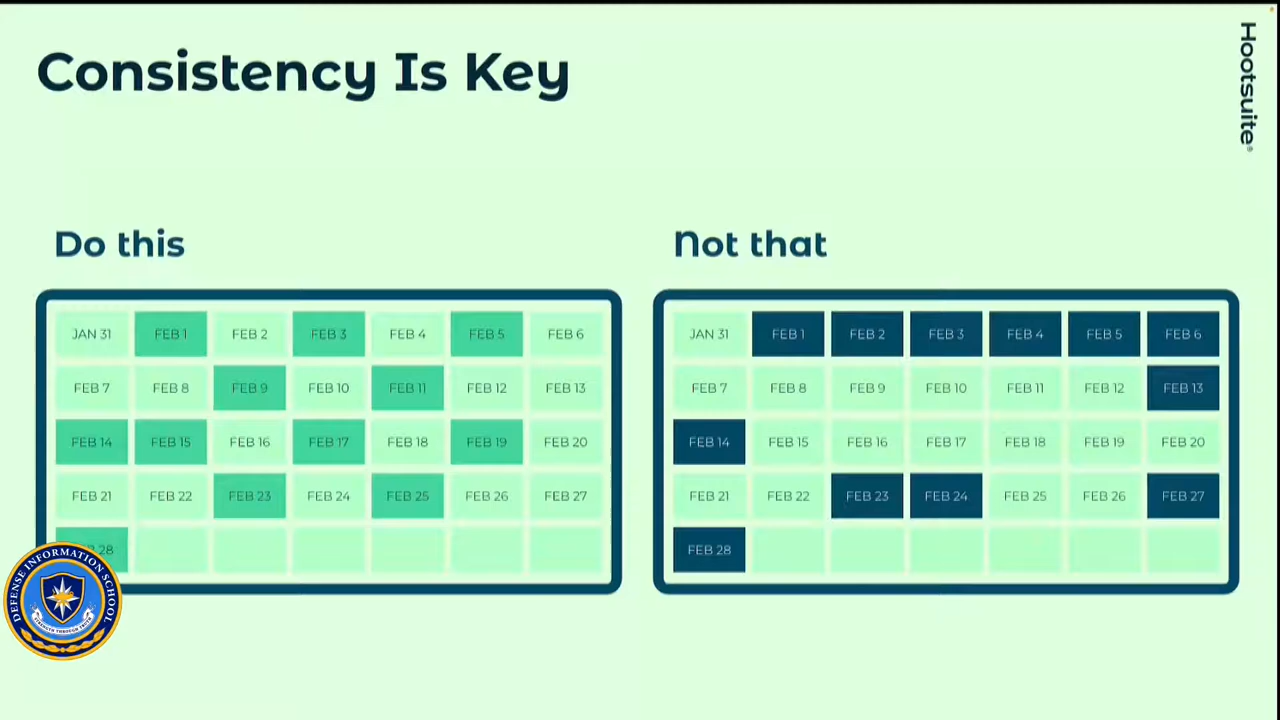 Consistency Is Key
Hootsuite®
Do this
JAN 31 FEB 1 FEB 2 FEB 3 FEB 4 FEB 5 FEB 6
FEB 7 FEB 8 FEB 9 FEB 10 FEB 11 FEB 12 FEB 13
FEB 14 FEB 15 FEB 16 FEB 17 FEB 18 FEB 19 FEB 20
FEB 21 FEB 22 FEB 23 FEB 24 FEB 25 FEB 26 FEB 27
28
Not that
JAN 31 FEB 1 FEB 2 FEB 3 FEB 4 FEB 5 FEB 6
FEB 7 FEB 8 FEB 9 FEB 10 FEB 11 FEB 12 FEB 13
FEB 14 FEB 15 FEB 16 FEB 17 FEB 18 FEB 19 FEB 20
FEB 21 FEB 22 FEB 23 FEB 24 FEB 25 FEB 26 FEB 27
FEB 28
DEFENSE INFORMATION SCHOOL
STRENGTH THROUGH TRUTH